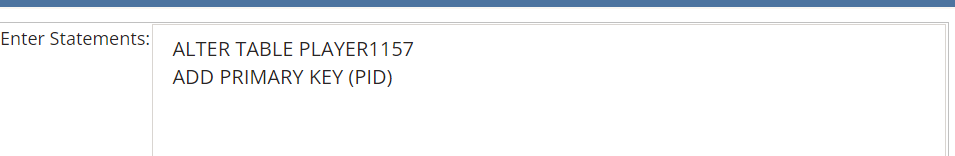 Enter Statements:
ALTER TABLE PLAYER1157
ADD PRIMARY KEY (PID)